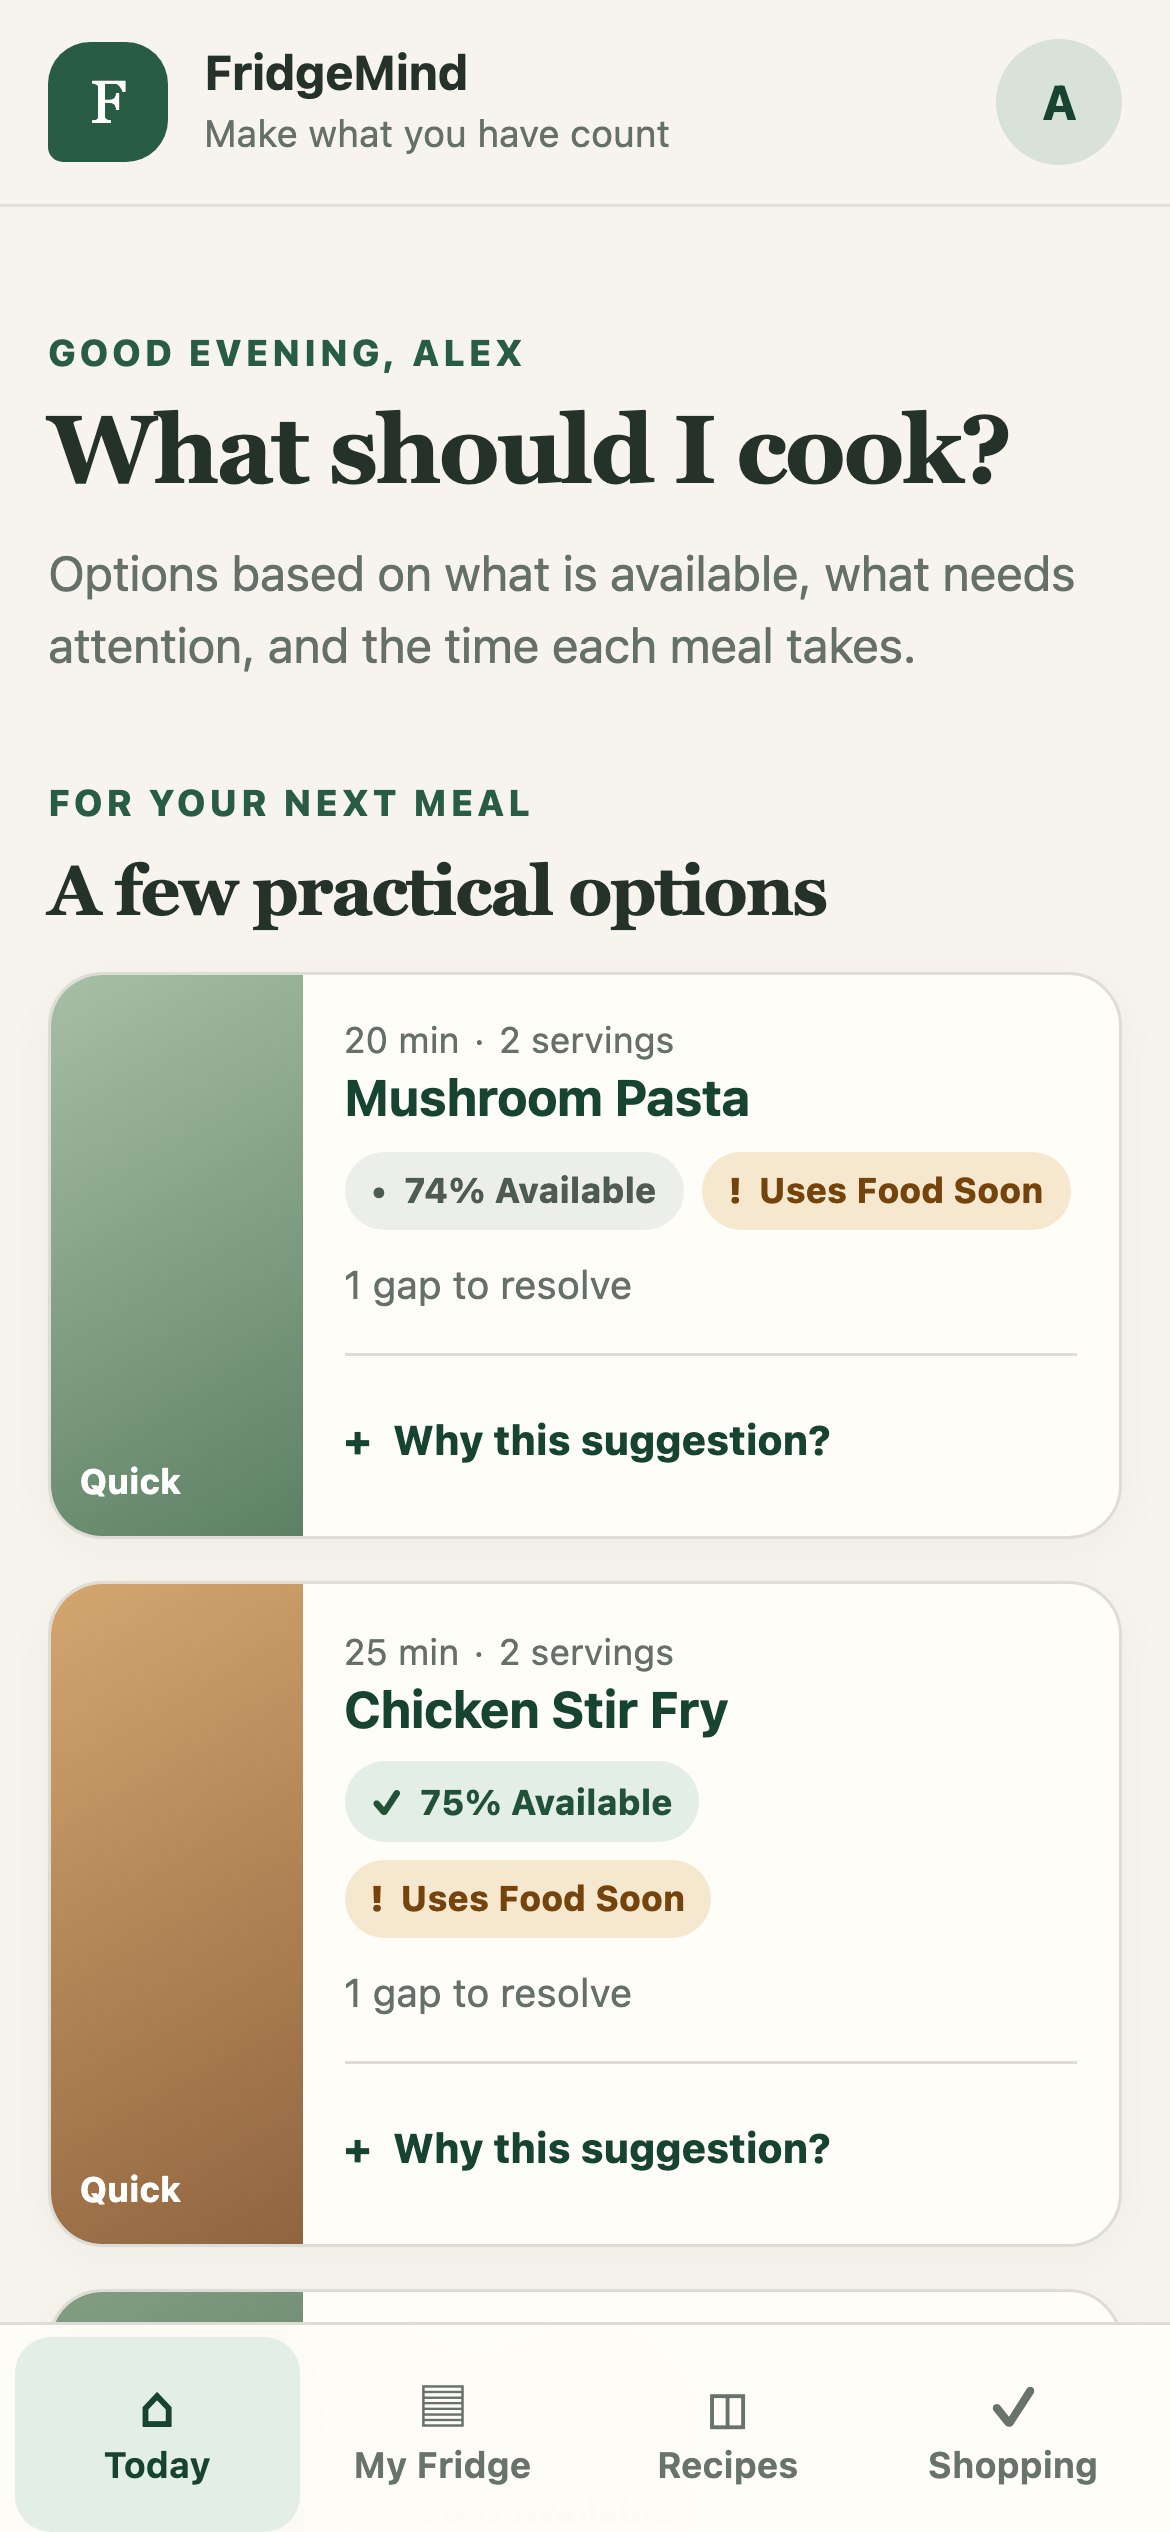 F
FridgeMind
Make what you have count
A
GOOD EVENING, ALEX
What should I cook?
Options based on what is available, what needs
attention, and the time each meal takes.
FOR YOUR NEXT MEAL
A few practical options
20 min · 2 servings
Mushroom Pasta
• 74% Available
! Uses Food Soon
1 gap to resolve
+ Why this suggestion?
Quick
25 min · 2 servings
Chicken Stir Fry
✓ 75% Available
! Uses Food Soon
1 gap to resolve
+ Why this suggestion?
Quick
Today
My Fridge
Recipes
Shopping